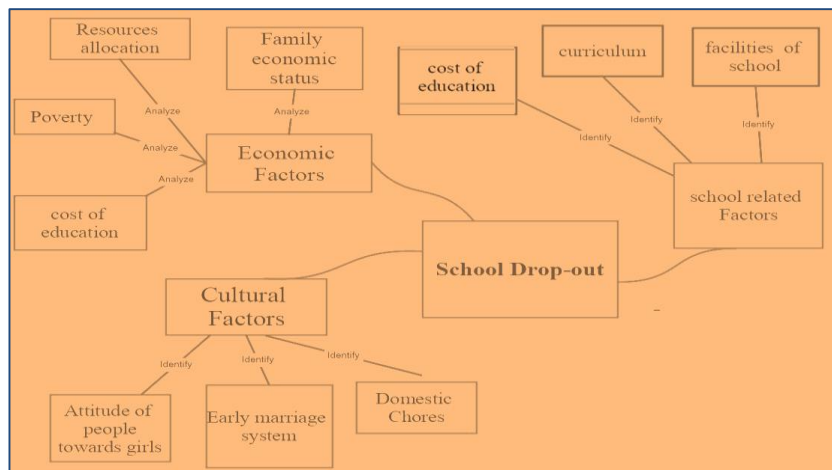 Resources
allocation
Family
economic
status
cost of
education
curriculum
facilities of
school
Analyze
Analyze
Poverty
Analyze
Analyze
Economic
Factors
Identify
Identify
Identify
cost of
education
school related
Factors
School Drop-out
Cultural
Factors
Identify
Identify
Identify
Attitude of
people
towards girls
Early marriage
system
Domestic
Chores